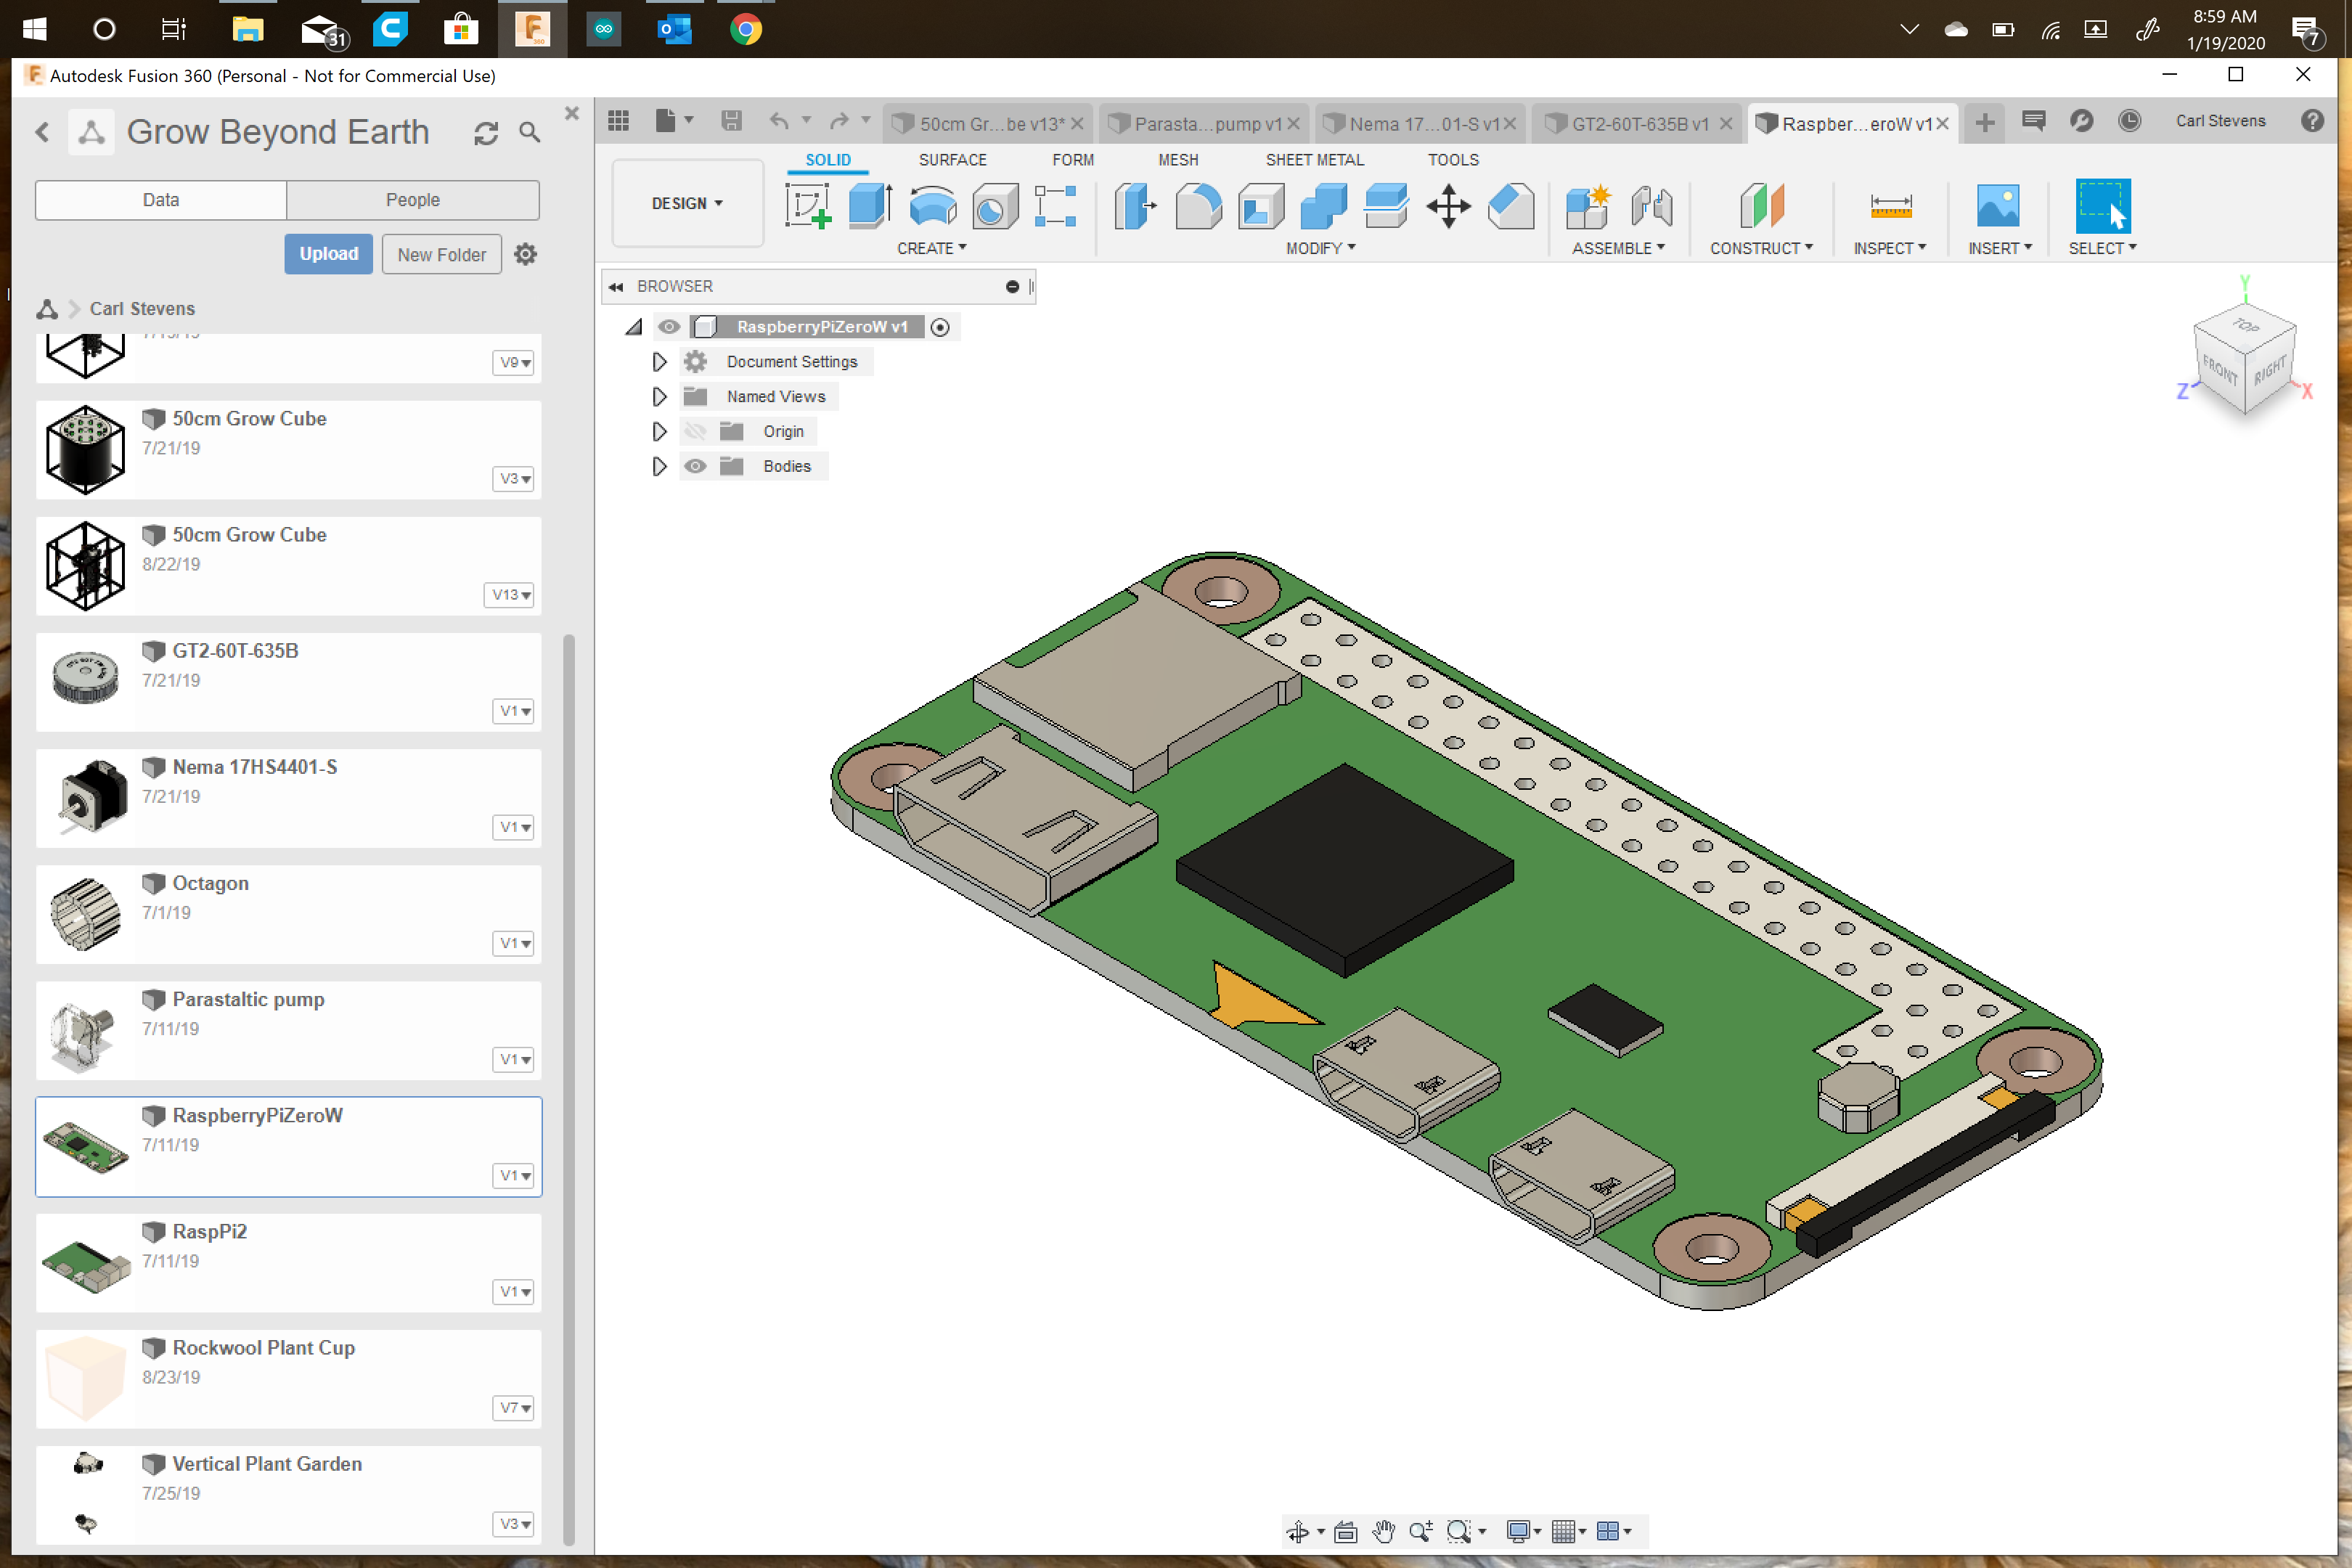 31
8:59 AM
1/19/2020
7
Autodesk Fusion 360 (Personal - Not for Commercial Use)
Grow Beyond Earth
Data
People
Upload
New Folder
Carl Stevens
V9
50cm Grow Cube
7/21/19
V3
50cm Grow Cube
8/22/19
V13
GT2-60T-635B
7/21/19
V1
Nema 17HS4401-S
7/21/19
V1
Octagon
7/1/19
V1
Parastaltic pump
7/11/19
V1
RaspberryPiZeroW
7/11/19
V1
RaspPi2
7/11/19
V1
Rockwool Plant Cup
8/23/19
V7
Vertical Plant Garden
7/25/19
V3
50cm Gr...be v13*
Parasta...pump v1
Nema 17...01-S v1
GT2-60T-635B v1
Raspber...eroW v1
Carl Stevens
SOLID
SURFACE
FORM
MESH
SHEET METAL
TOOLS
DESIGN
CREATE
MODIFY
ASSEMBLE
CONSTRUCT
INSPECT
INSERT
SELECT
BROWSER
RaspberryPiZeroW v1
Document Settings
Named Views
Origin
Bodies
Y
TOP
FRONT
RIGHT
Z
X